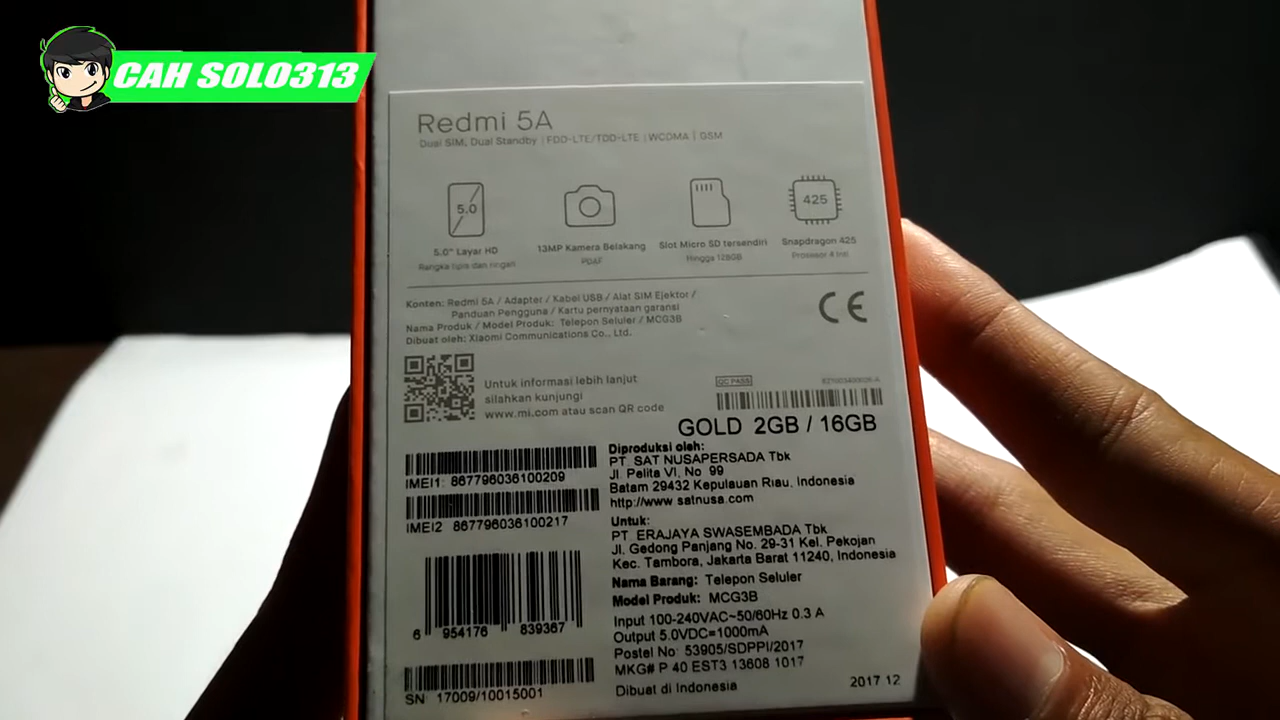 CAH SOLO313
Redmi 5A
Dual SIM, Dual Standby | FDD-LTE/TDD-LTE | WCDMA | GSM
5.0
425
5.0" Layar HD
13MP Kamera Belakang
Slot Micro SD tersendiri
Snapdragon 425
Rangka tipis dan ringan
PDAF
Hingga 128GB
Prosesor 4 Inti
Konten: Redmi 5A / Adapter / Kabel USB / Alat SIM Ejektor /
Panduan Pengguna / Kartu pernyataan garansi
Nama Produk / Model Produk: Telepon Seluler / MCG3B
Dibuat oleh: Xiaomi Communications Co., Ltd.
CE
Untuk informasi lebih lanjut
silahkan kunjungi
www.mi.com atau scan QR code
QC PASS
GOLD 2GB / 16GB
IMEI1: 867796036100209
IMEI2 867796036100217
6 954176 839367
SN: 17009/10015001
Diproduksi oleh:
PT SAT NUSAPERSADA Tbk
Jl. Pelita VI, No 99
Batam 29432 Kepulauan Riau, Indonesia
http://www.satnusa.com
Untuk:
PT ERAJAYA SWASEMBADA Tbk
Jl. Gedong Panjang No. 29-31 Kel. Pekojan
Kec. Tambora, Jakarta Barat 11240, Indonesia
Nama Barang: Telepon Seluler
Model Produk: MCG3B
Input 100-240VAC~50/60Hz 0.3 A
Output 5.0VDC=1000mA
Postel No: 53905/SDPPI/2017
MKG# P 40 EST3 13608 1017
Dibuat di Indonesia
2017 12